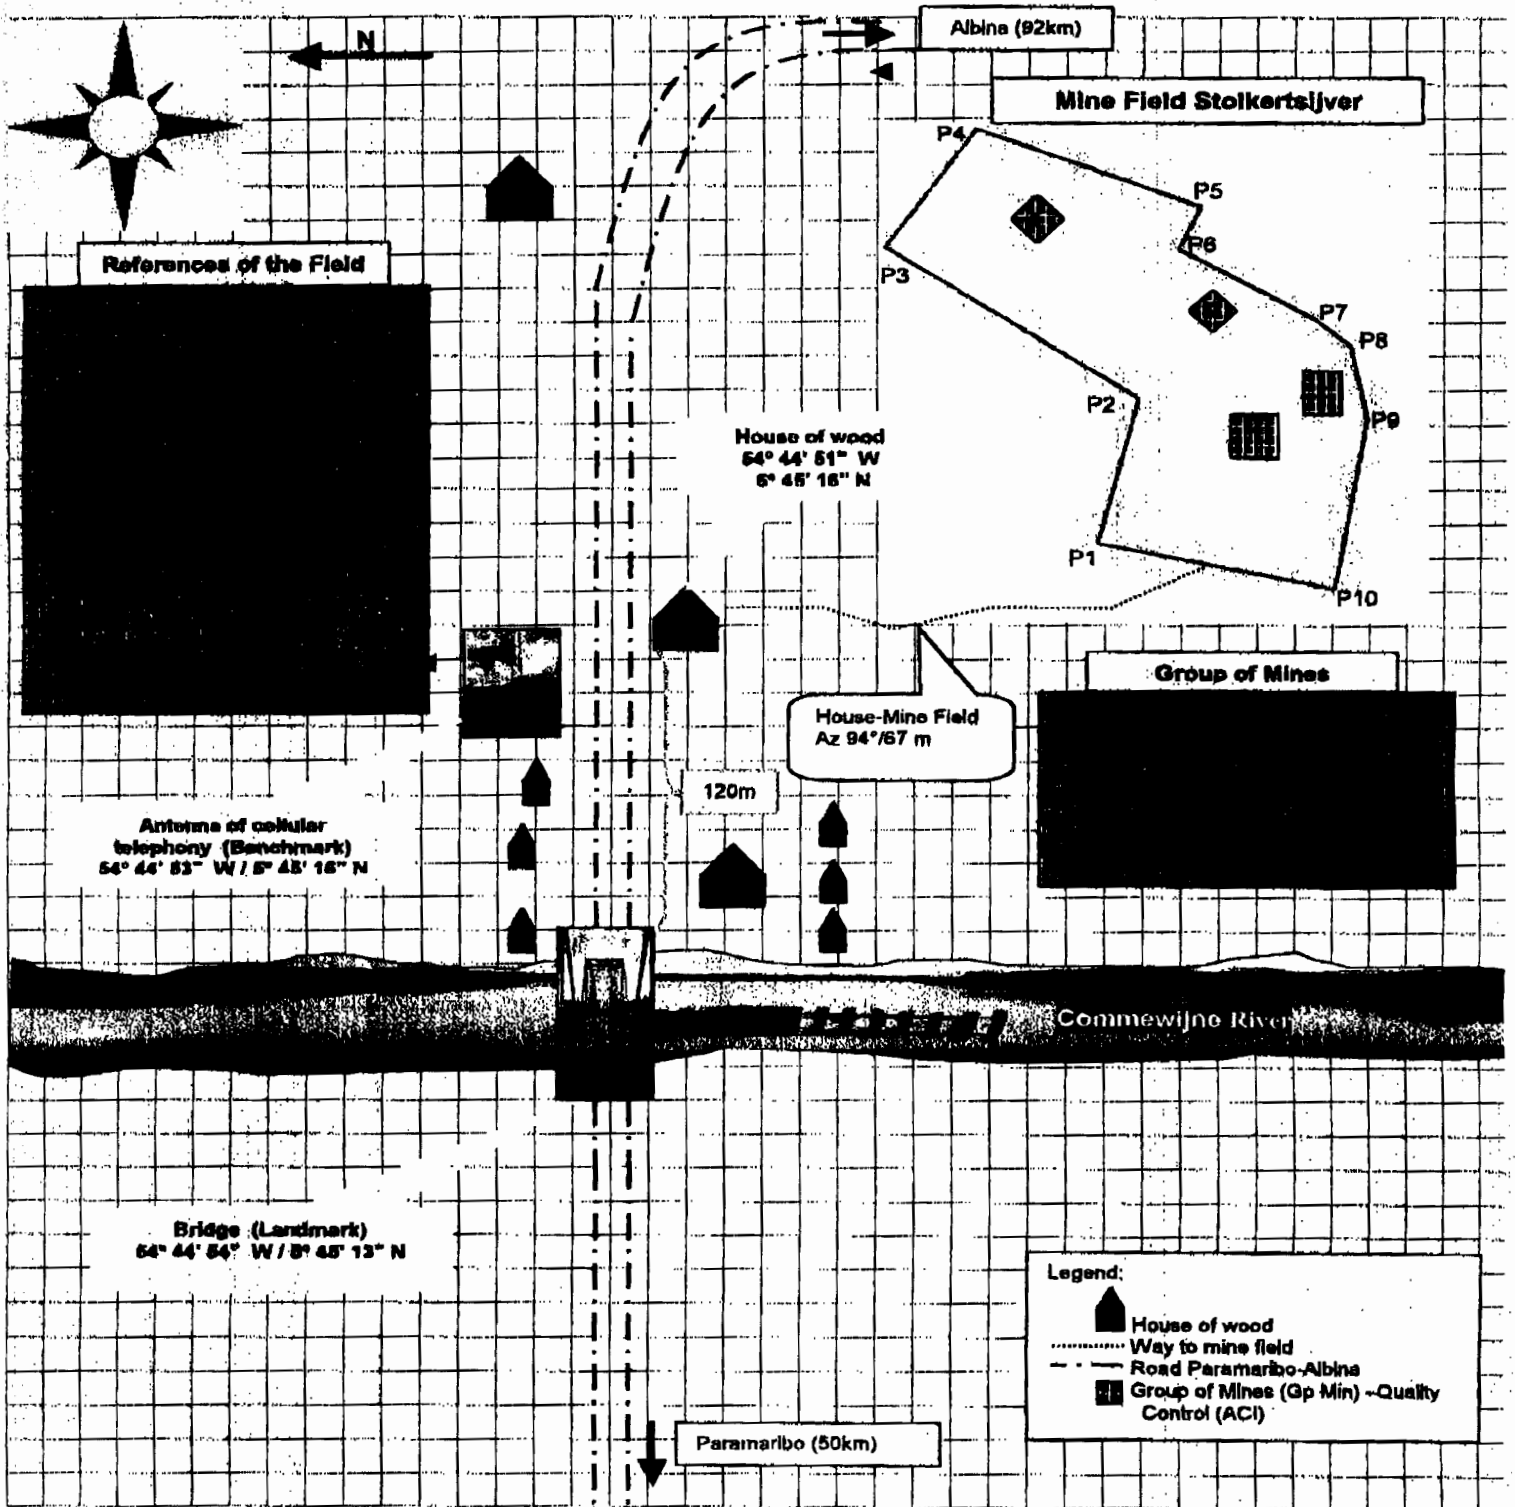 N
Albina (92km)
Mine Field Stolkertsijver
P4
P5
P6
P3
References of the Field
P7
P8
P2
P9
House of wood
54° 44' 51" W
5° 45' 16" N
P1
P10
Group of Mines
House-Mine Field
Az 94°/67 m
120m
Antenna of cellular
telephony (Benchmark)
54° 44' 53" W / 5° 45' 16" N
Commewijne River
Bridge (Landmark)
54° 44' 54" W / 5° 45' 13" N
Legend:
House of wood
Way to mine field
Road Paramaribo-Albina
Group of Mines (Gp Min) -Quality
Control (ACI)
Paramaribo (50km)